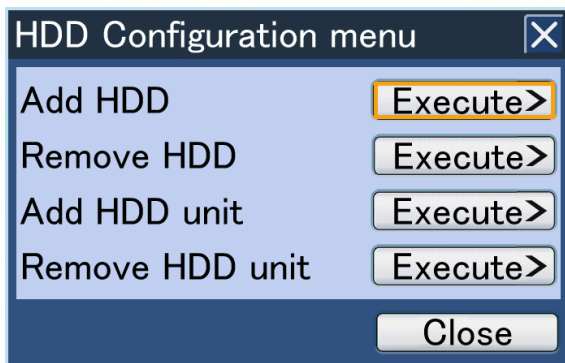 HDD Configuration menu
Add HDD Execute>
Remove HDD Execute>
Add HDD unit Execute>
Remove HDD unit Execute>
Close